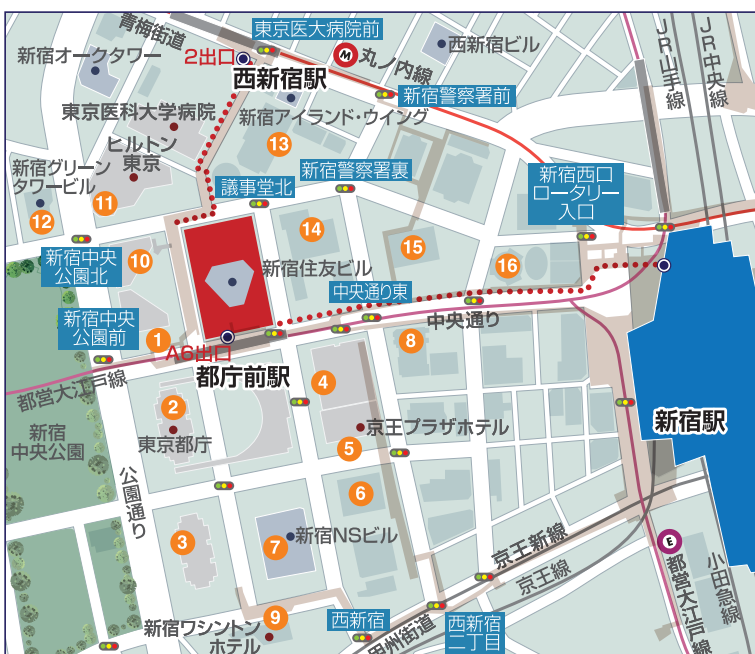 青梅街道
東京医大病院前
新宿オークタワー
2出口
M
丸ノ内線
西新宿ビル
JR山手線
JR中央線
西新宿駅
新宿警察署前
東京医科大学病院
新宿アイランド・ウイング
13
ヒルトン
東京
新宿グリーン
タワービル
新宿警察署裏
議事堂北
新宿西口
ロータリー
入口
11
12
14
15
16
10
新宿中央
公園北
新宿住友ビル
中央通り東
中央通り
新宿中央
公園前
1
A6出口
8
都庁前駅
都営大江戸線
4
2
東京都庁
京王プラザホテル
新宿駅
新宿
中央公園
5
公園通り
6
3
7
新宿NSビル
京王新線
京王線
E
都営大江戸線
小田急線
9
新宿ワシントン
ホテル
西新宿
甲州街道
西新宿
二丁目